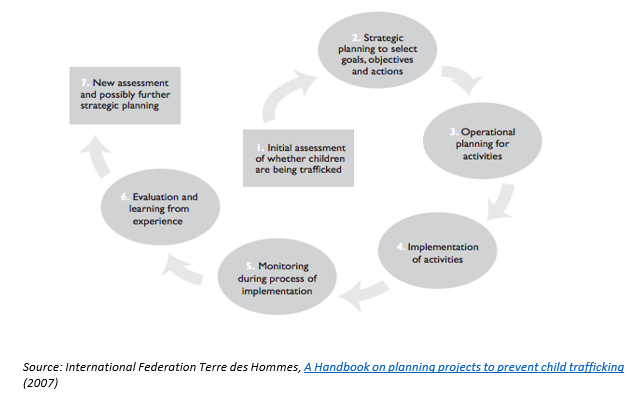 1. Initial assessment
of whether children
are being trafficked
2. Strategic
planning to select
goals, objectives
and actions
3. Operational
planning for
activities
4. Implementation
of activities
5. Monitoring
during process of
implementation
6. Evaluation and
learning from
experience
7. New assessment
and possibly further
strategic planning
Source: International Federation Terre des Hommes, A Handbook on planning projects to prevent child trafficking
(2007)